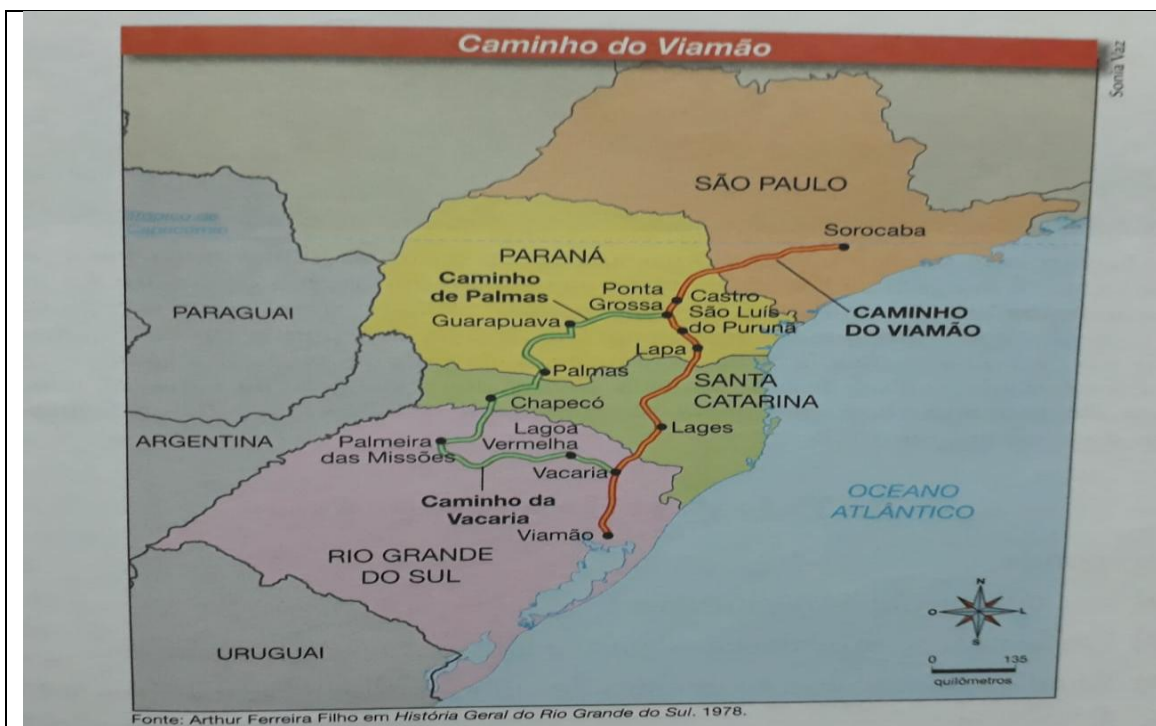 Caminho do Viamão
Sonia Vaz
SÃO PAULO
Sorocaba
PARANÁ
Caminho
de Palmas
Ponta
Grossa
Castro
São Luís
do Purunã
CAMINHO
DO VIAMÃO
Guarapuava
PARAGUAI
Lapa
Palmas
SANTA
CATARINA
Chapecó
Lages
ARGENTINA
Palmeira
das Missões
Lagoa
Vermelha
Vacaria
Caminho da
Vacaria
Viamão
OCEANO
ATLÂNTICO
RIO GRANDE
DO SUL
URUGUAI
N
O
L
S
0 135
quilômetros
Fonte: Arthur Ferreira Filho em História Geral do Rio Grande do Sul. 1978.